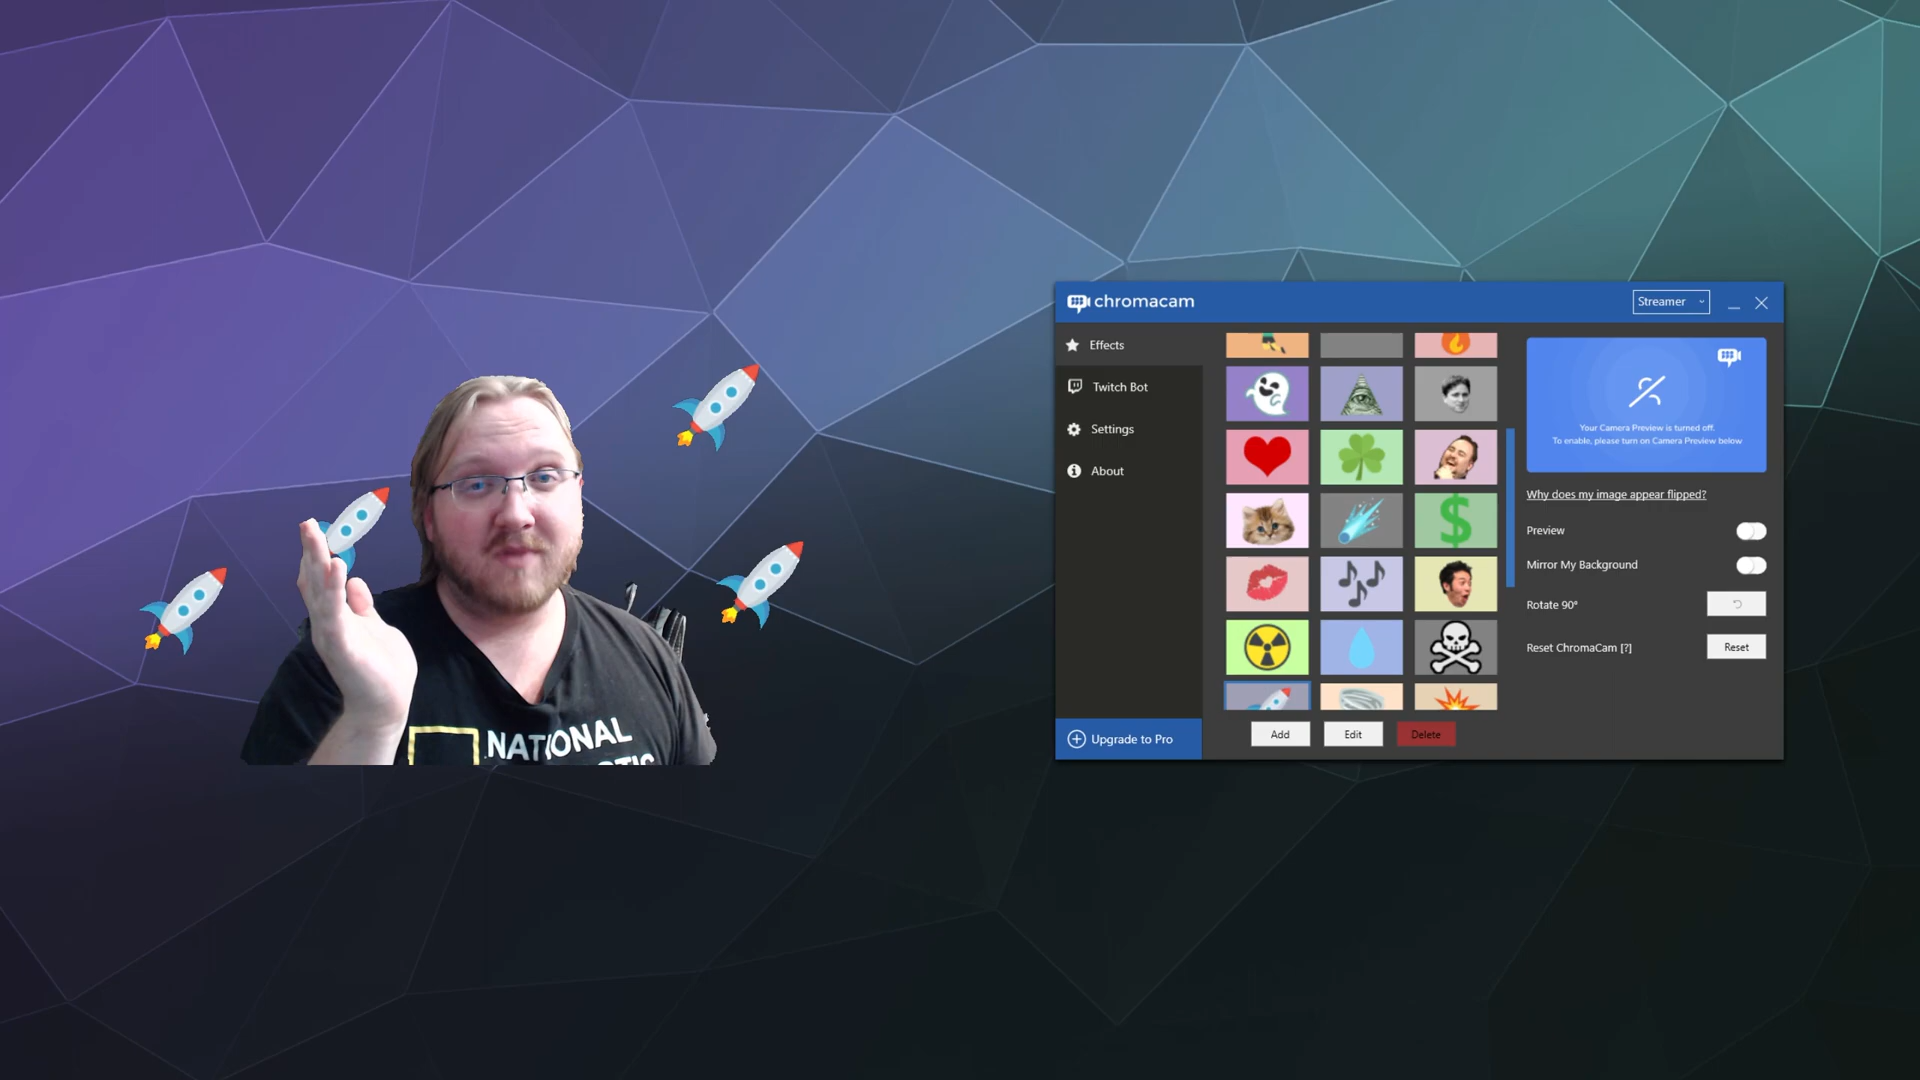 chromacam
Streamer
Effects
Twitch Bot
Settings
About
Upgrade to Pro
Add
Edit
Delete
Your Camera Preview is turned off.
To enable, please turn on Camera Preview below
Why does my image appear flipped?
Preview
Mirror My Background
Rotate 90°
Reset ChromaCam [?]
Reset
NATIONAL
$